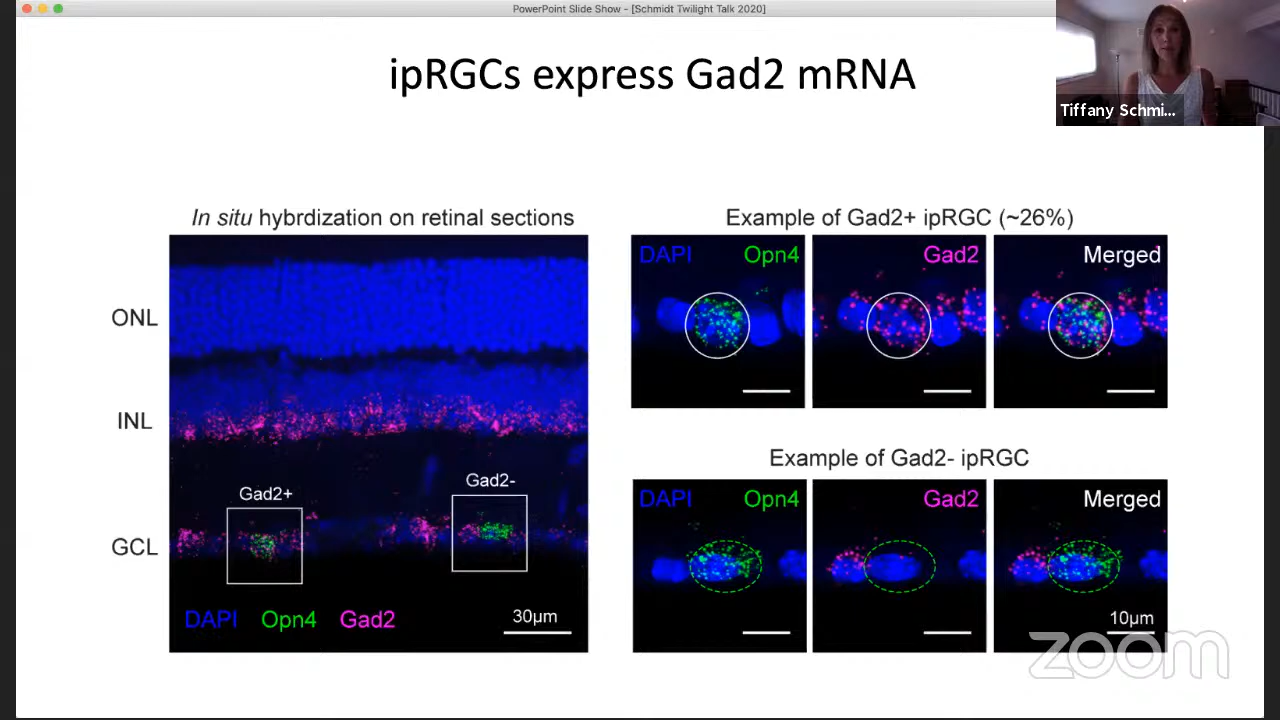 PowerPoint Slide Show - [Schmidt Twilight Talk 2020]
ipRGCs express Gad2 mRNA
Tiffany Schmi...
In situ hybrdization on retinal sections
ONL
INL
GCL
Gad2+
Gad2-
DAPI Opn4 Gad2
30µm
Example of Gad2+ ipRGC (~26%)
DAPI Opn4 Gad2 Merged
Example of Gad2- ipRGC
DAPI Opn4 Gad2 Merged
10µm
zoom